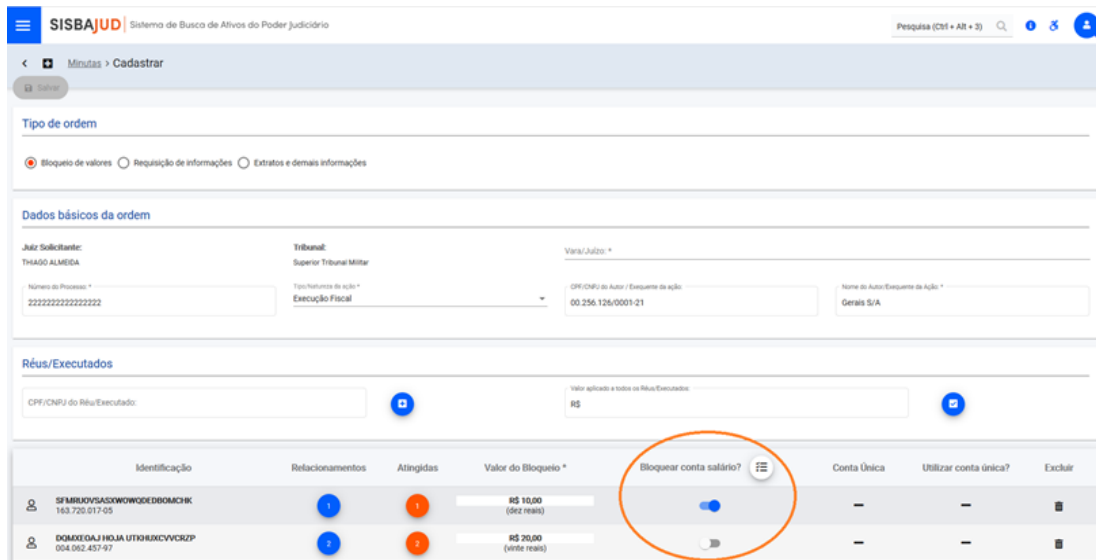 SISBAJUD Sistema de Busca de Ativos do Poder Judiciário
Pesquisa (Ctrl + Alt + 3)
Minutas > Cadastrar
Salvar
Tipo de ordem
Bloqueio de valores Requisição de informações Extratos e demais informações
Dados básicos da ordem
Juiz Solicitante: Tribunal: Vara/Juízo: *
THIAGO ALMEIDA Superior Tribunal Militar
Número do Processo: * Tipo/Natureza da ação * CPF/CNPJ do Autor / Exequente da ação: Nome do Autor/Exequente da Ação: *
2222222222222222 Execução Fiscal 00.256.126/0001-21 Gerais S/A
Réus/Executados
CPF/CNPJ do Réu/Executado: Valor aplicado a todos os Réus/Executados:
R$
Identificação Relacionamentos Atingidas Valor do Bloqueio * Bloquear conta salário? Conta Única Utilizar conta única? Excluir
SFMRUOVSASXWOWQDEDBOMCHK 1 1 R$ 10,00
163.720.017-05 (dez reais)
DQMXEOAJ HOJA UTKHUXCVVCRZP 2 2 R$ 20,00
004.062.457-97 (vinte reais)